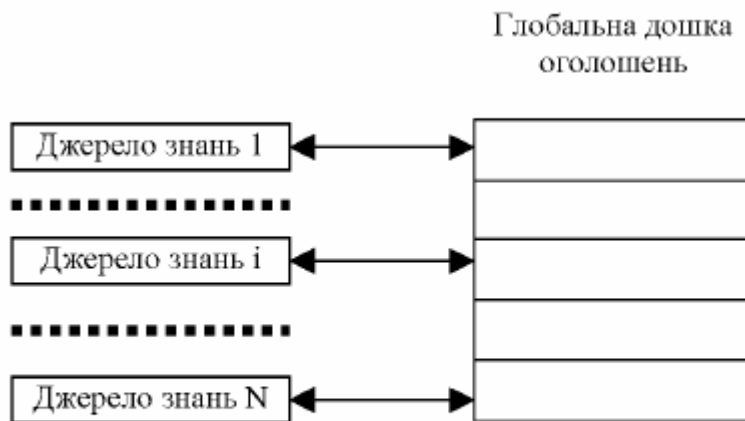 Глобальна дошка
оголошень
Джерело знань 1
Джерело знань i
Джерело знань N